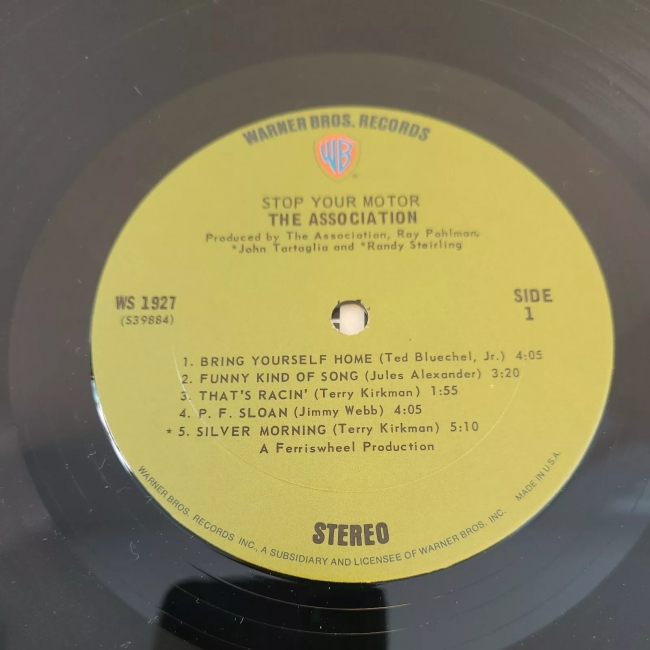 WARNER BROS. RECORDS
WB
STOP YOUR MOTOR
THE ASSOCIATION
Produced by The Association, Ray Pohlman,
*John Tartaglia and *Randy Steirling
WS 1927
(S39884)
SIDE
1
1. BRING YOURSELF HOME (Ted Bluechel, Jr.) 4:05
2. FUNNY KIND OF SONG (Jules Alexander) 3:20
3. THAT'S RACIN' (Terry Kirkman) 1:55
4. P. F. SLOAN (Jimmy Webb) 4:05
* 5. SILVER MORNING (Terry Kirkman) 5:10
A Ferriswheel Production
STEREO
WARNER BROS. RECORDS INC., A SUBSIDIARY AND LICENSEE OF WARNER BROS. INC. MADE IN U.S.A.